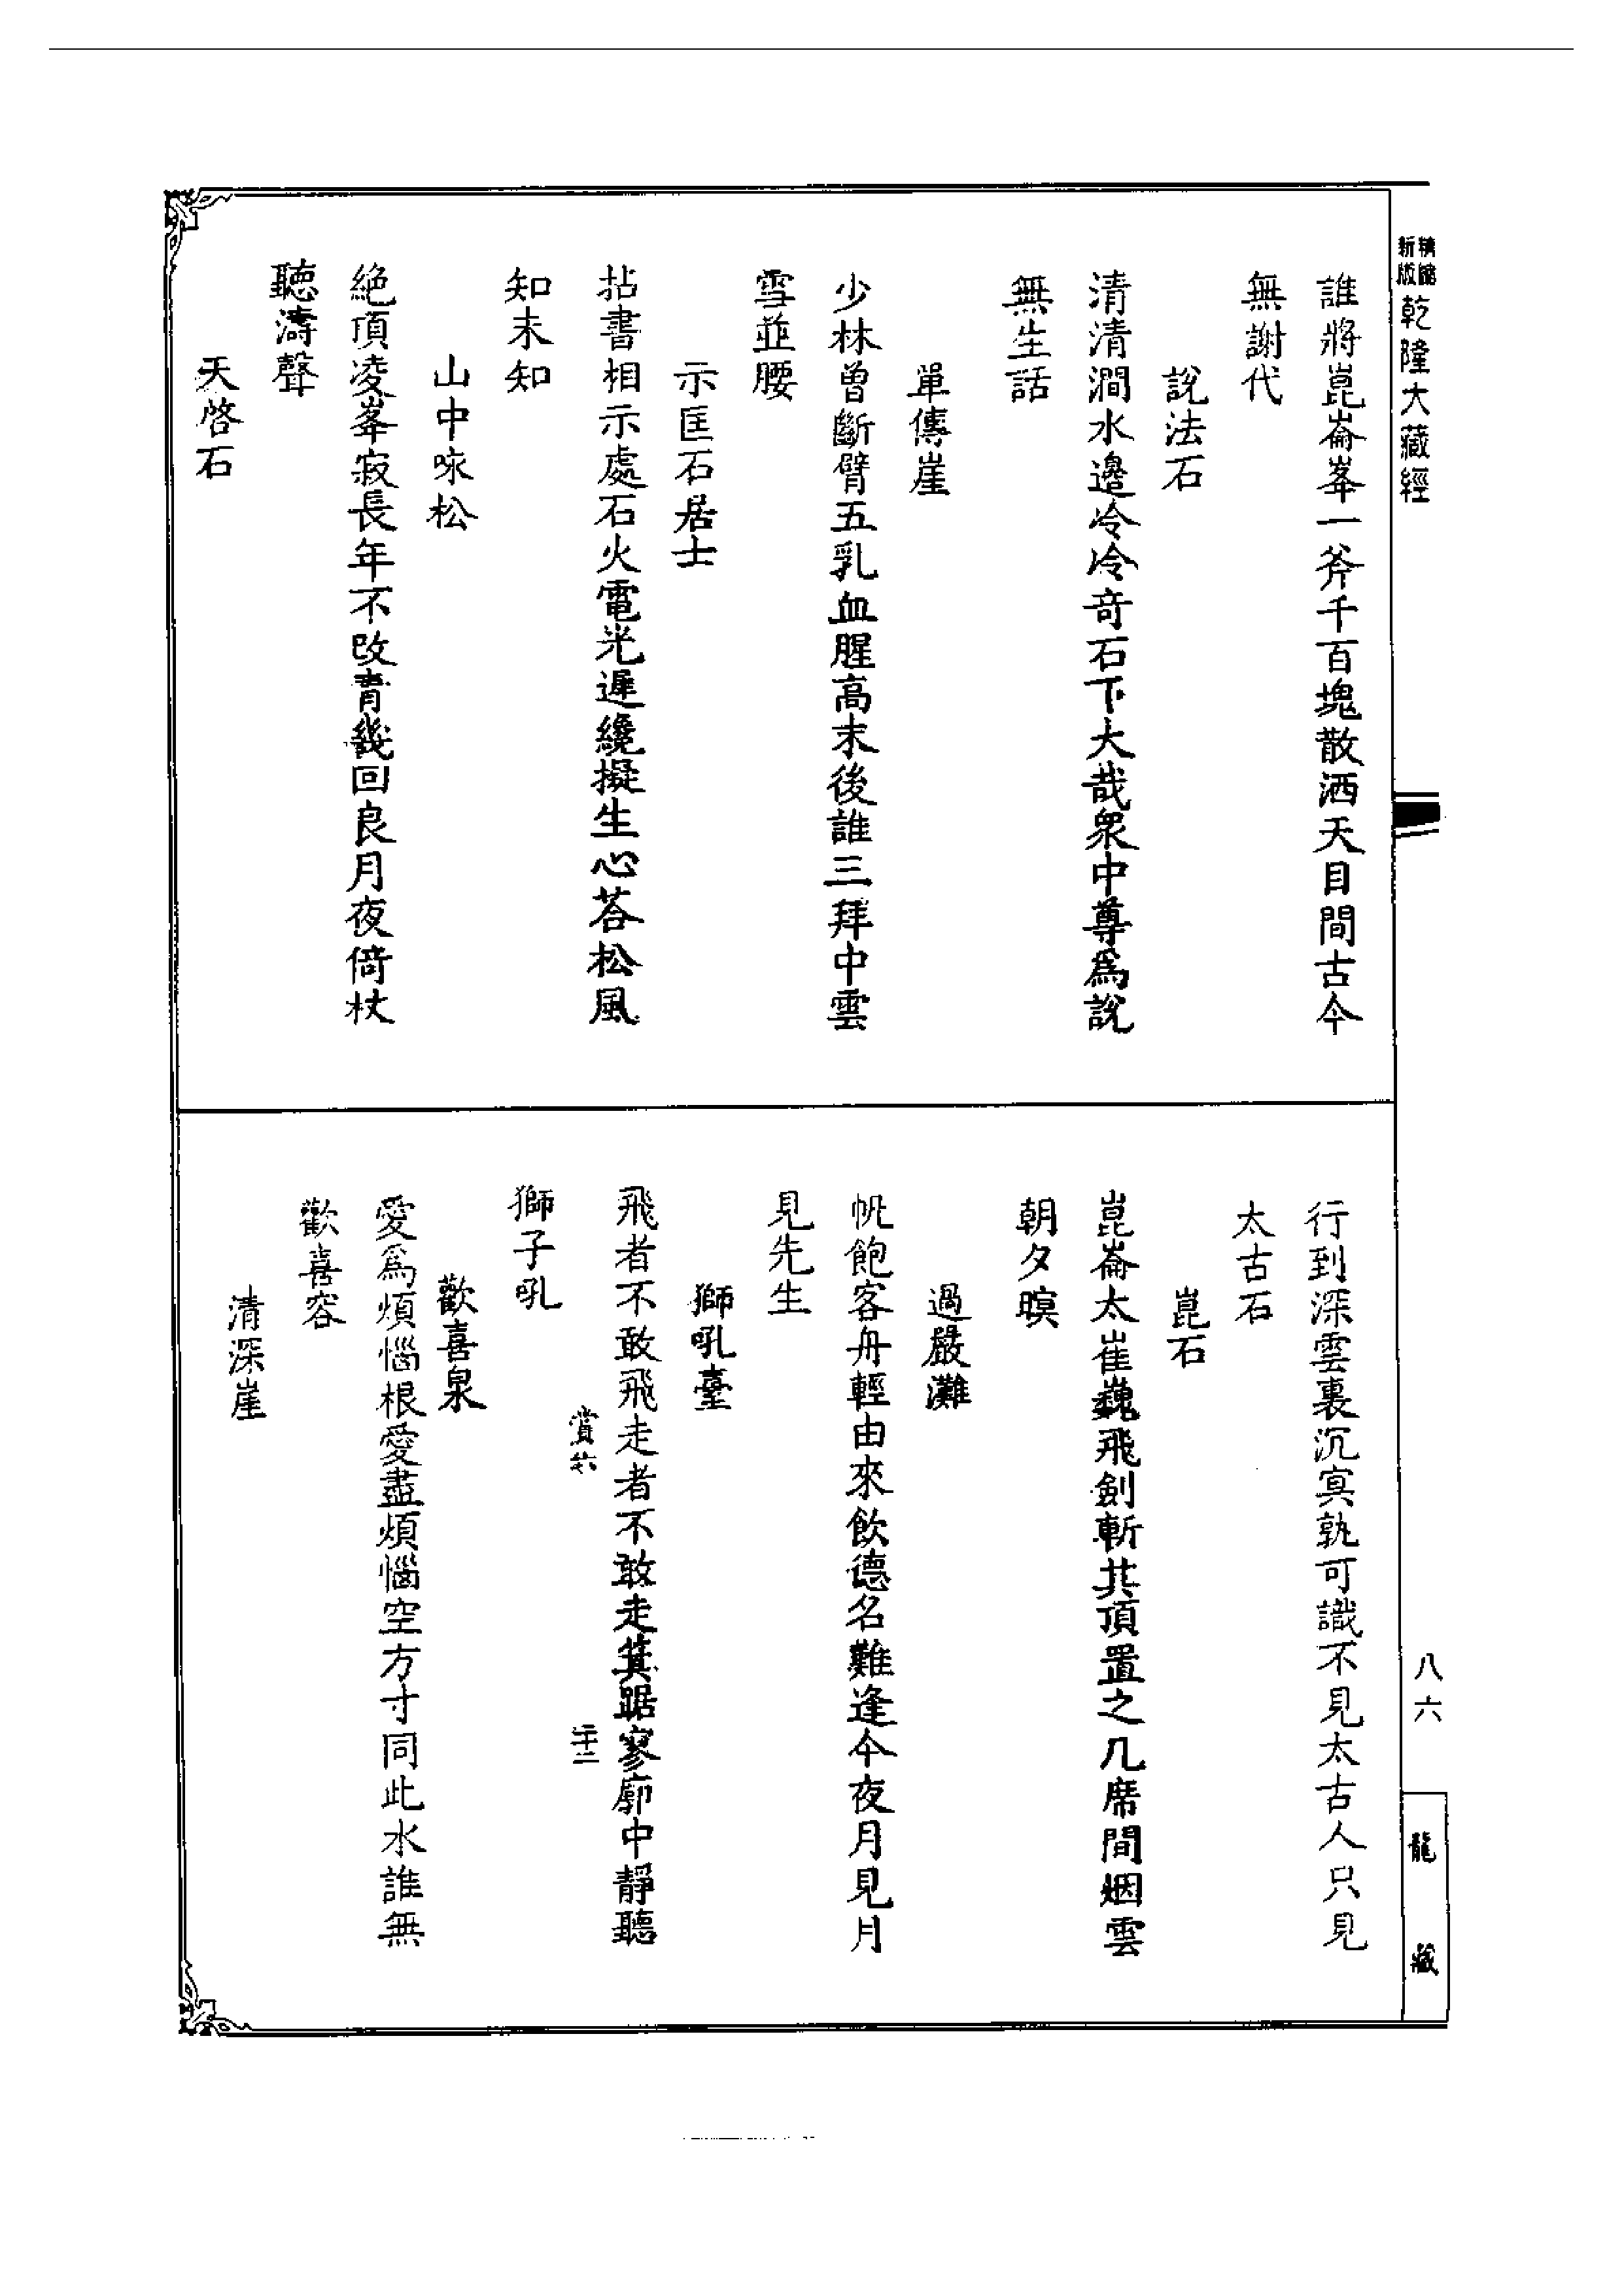 新版
精縮
乾隆大藏經
誰將崑崙峯一斧千百塊散洒天目間古今
無謝代
說法石
清清澗水邊冷冷奇石下大哉衆中尊爲說
無生話
單傳崖
少林曾斷臂五乳血腥高末後誰三拜中雲
雪並腰
示匡石居士
拈書相示處石火電光遲纔擬生心荅松風
知未知
山中咏松
絶頂凌峯寂長年不改青幾回良月夜倚杖
聽濤聲
天啓石
行到深雲裏沉寞孰可識不見太古人只見
太古石
崑石
崑崙太崔巍飛劍斬其頂置之几席間烟雲
朝夕暝
過嚴灘
帆飽客舟輕由來飲德名難逢今夜月見月
見先生
獅吼臺
飛者不敢飛走者不敢走箕踞寥廓中靜聽
賞六
二十二
獅子吼
歡喜泉
愛爲煩惱根愛盡煩惱空方寸同此水誰無
歡喜容
清深崖
八六
龍藏